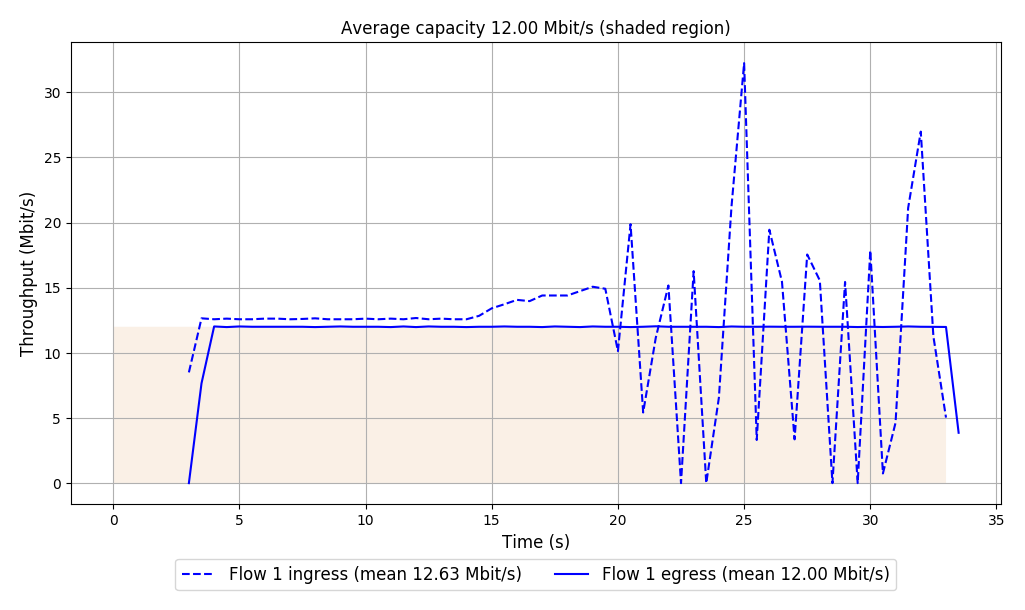 Average capacity 12.00 Mbit/s (shaded region)
Throughput (Mbit/s)
30
25
20
15
10
5
0
0 5 10 15 20 25 30 35
Time (s)
Flow 1 ingress (mean 12.63 Mbit/s) Flow 1 egress (mean 12.00 Mbit/s)